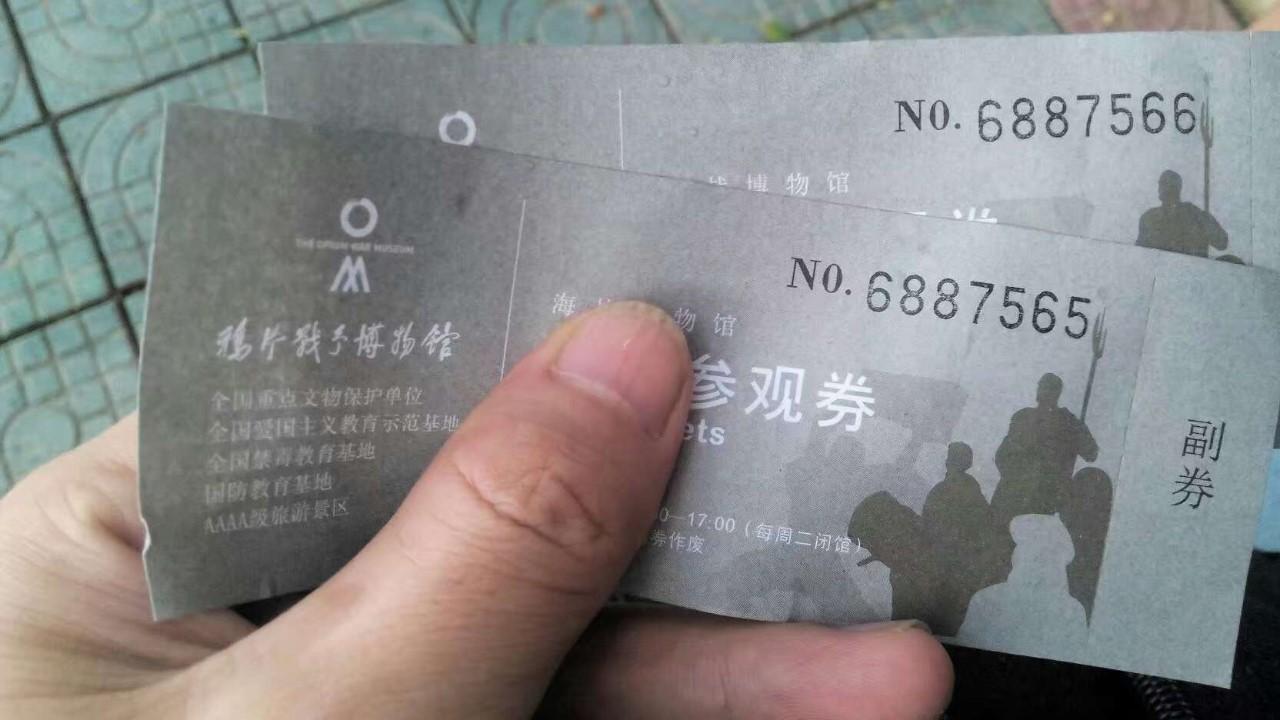 NO. 6887566
博物馆
THE OPIUM WAR MUSEUM
鸦片战争博物馆
全国重点文物保护单位
全国爱国主义教育示范基地
全国禁毒教育基地
国防教育基地
AAAA级旅游景区
NO. 6887565
海 物馆
参观券
ets
0—17:00（每周二闭馆）
券作废
副券